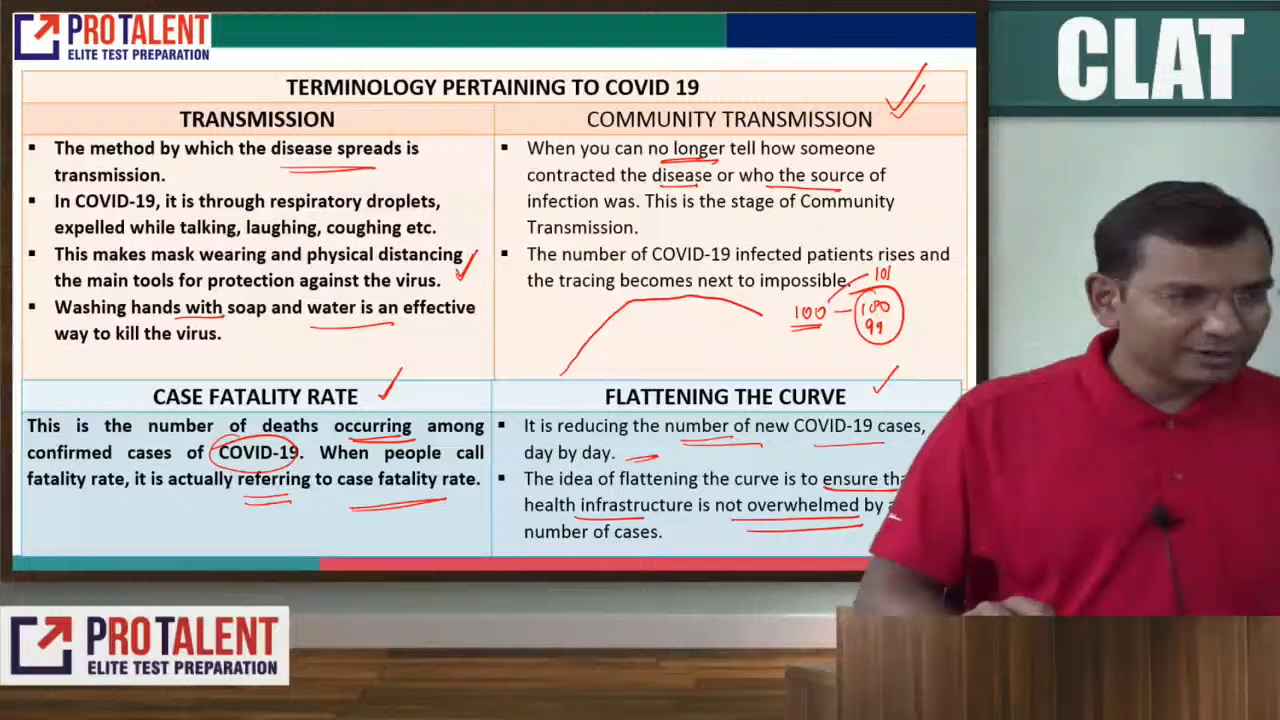 PROTALENT
ELITE TEST PREPARATION
CLAT
TERMINOLOGY PERTAINING TO COVID 19
TRANSMISSION
▪ The method by which the disease spreads is
transmission.
▪ In COVID-19, it is through respiratory droplets,
expelled while talking, laughing, coughing etc.
▪ This makes mask wearing and physical distancing
the main tools for protection against the virus.
▪ Washing hands with soap and water is an effective
way to kill the virus.
COMMUNITY TRANSMISSION
▪ When you can no longer tell how someone
contracted the disease or who the source of
infection was. This is the stage of Community
Transmission.
▪ The number of COVID-19 infected patients rises and
the tracing becomes next to impossible.
101
100 - 100
99
CASE FATALITY RATE
This is the number of deaths occurring among
confirmed cases of COVID-19. When people call
fatality rate, it is actually referring to case fatality rate.
FLATTENING THE CURVE
▪ It is reducing the number of new COVID-19 cases,
day by day.
▪ The idea of flattening the curve is to ensure
health infrastructure is not overwhelmed by
number of cases.
PROTALENT
ELITE TEST PREPARATION